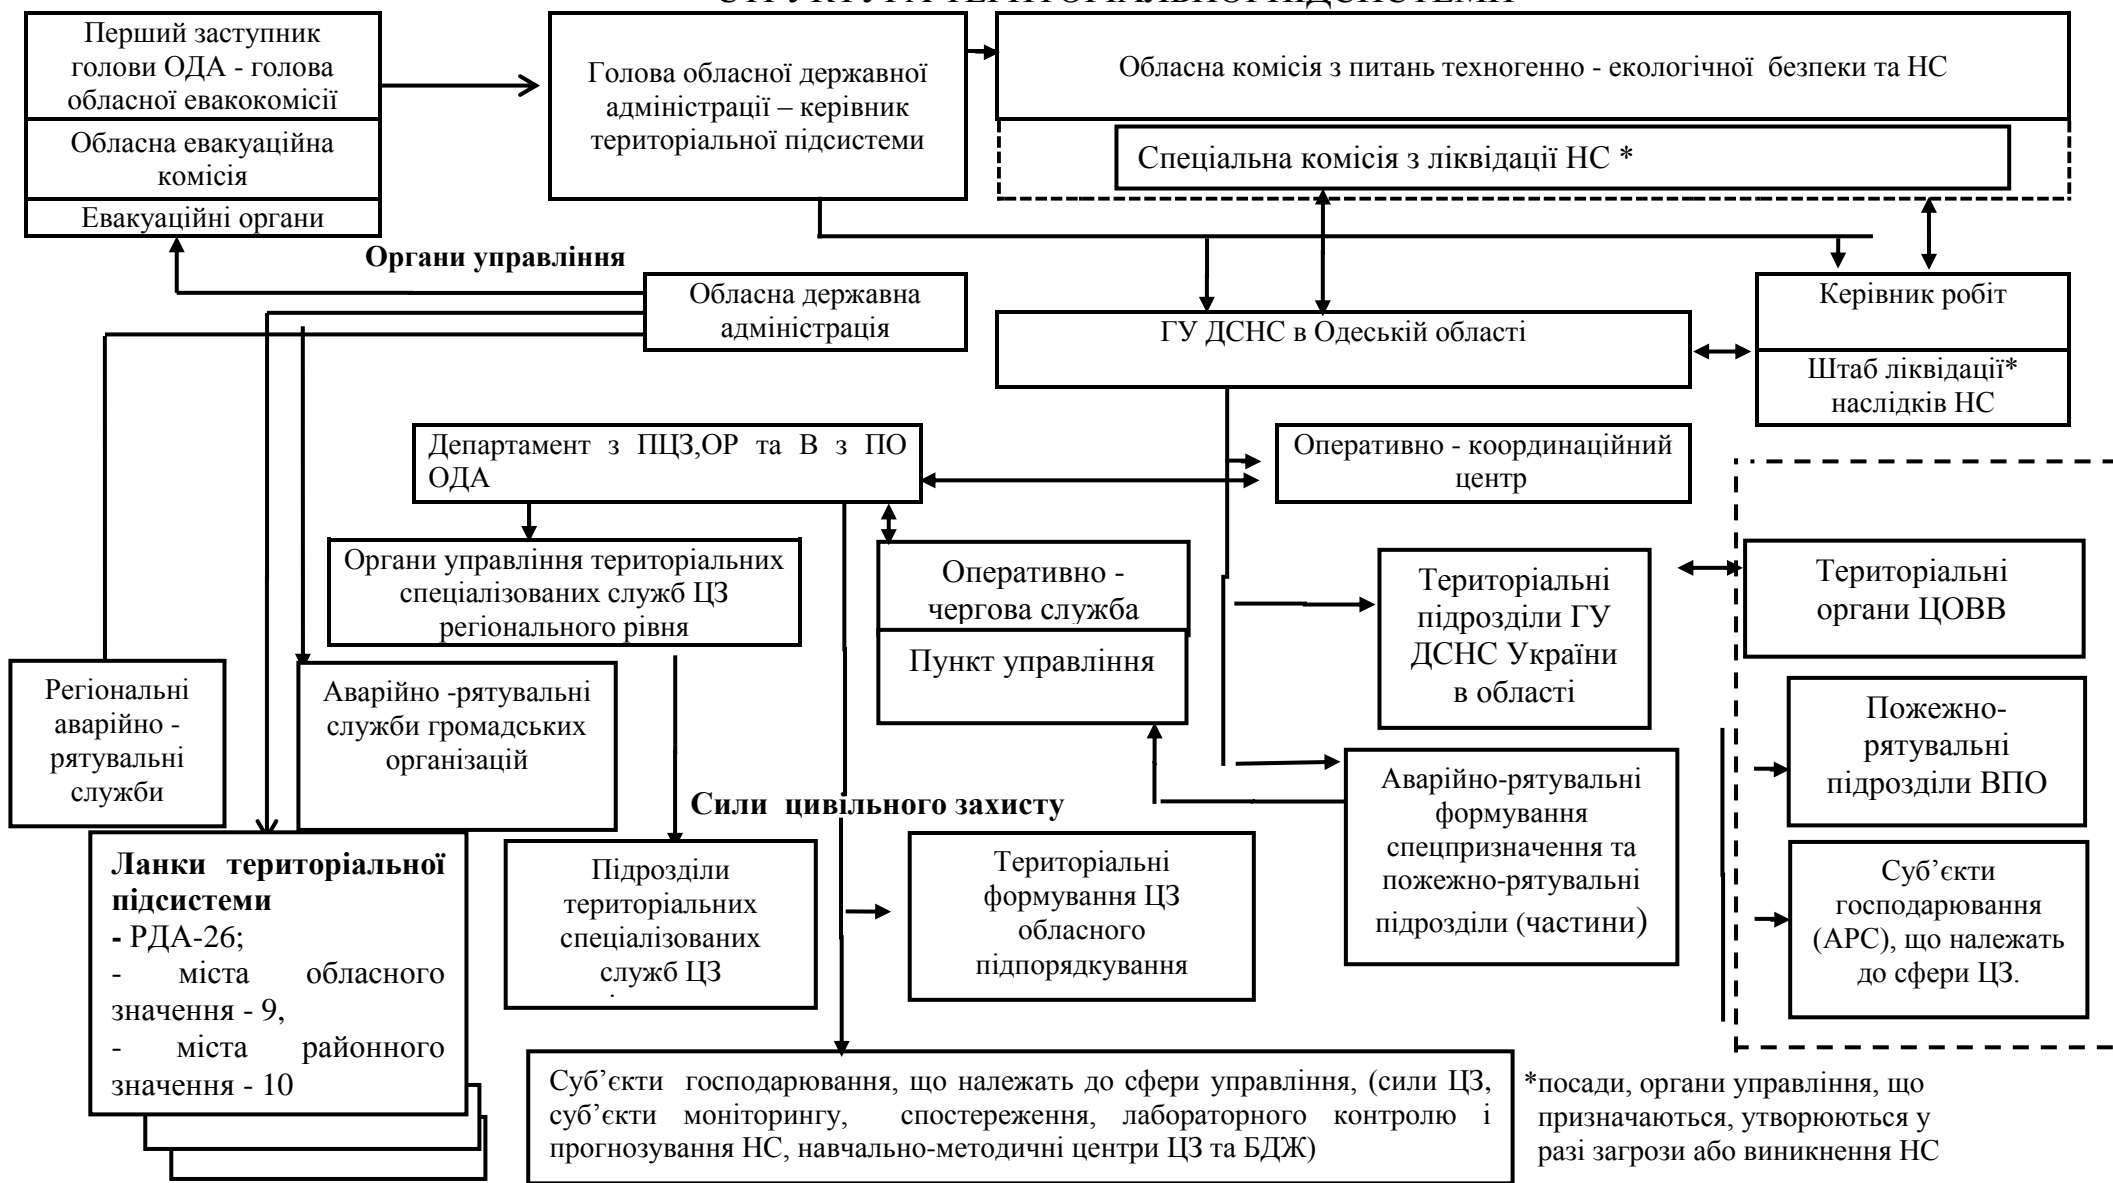 СТРУКТУРА ТЕРИТОРІАЛЬНОЇ ПІДСИСТЕМИ
Перший заступник
голови ОДА - голова
обласної евакокомісії
Обласна евакуаційна
комісія
Евакуаційні органи
Голова обласної державної
адміністрації – керівник
територіальної підсистеми
Обласна комісія з питань техногенно - екологічної безпеки та НС
Спеціальна комісія з ліквідації НС *
Органи управління
Обласна державна
адміністрація
ГУ ДСНС в Одеській області
Керівник робіт
Штаб ліквідації*
наслідків НС
Департамент з ПЦЗ,ОР та В з ПО
ОДА
Оперативно - координаційний
центр
Органи управління територіальних
спеціалізованих служб ЦЗ
регіонального рівня
Оперативно -
чергова служба
Пункт управління
Територіальні
підрозділи ГУ
ДСНС України
в області
Територіальні
органи ЦОВВ
Регіональні
аварійно -
рятувальні
служби
Аварійно -рятувальні
служби громадських
організацій
Пожежно-
рятувальні
підрозділи ВПО
Сили цивільного захисту
Аварійно-рятувальні
формування
спецпризначення та
пожежно-рятувальні
підрозділи (частини)
Ланки територіальної
підсистеми
- РДА-26;
- міста обласного
значення - 9,
- міста районного
значення - 10
Підрозділи
територіальних
спеціалізованих
служб ЦЗ
Територіальні
формування ЦЗ
обласного
підпорядкування
Суб’єкти
господарювання
(АРС), що належать
до сфери ЦЗ.
Суб’єкти господарювання, що належать до сфери управління, (сили ЦЗ,
суб’єкти моніторингу, спостереження, лабораторного контролю і
прогнозування НС, навчально-методичні центри ЦЗ та БДЖ)
*посади, органи управління, що
призначаються, утворюються у
разі загрози або виникнення НС